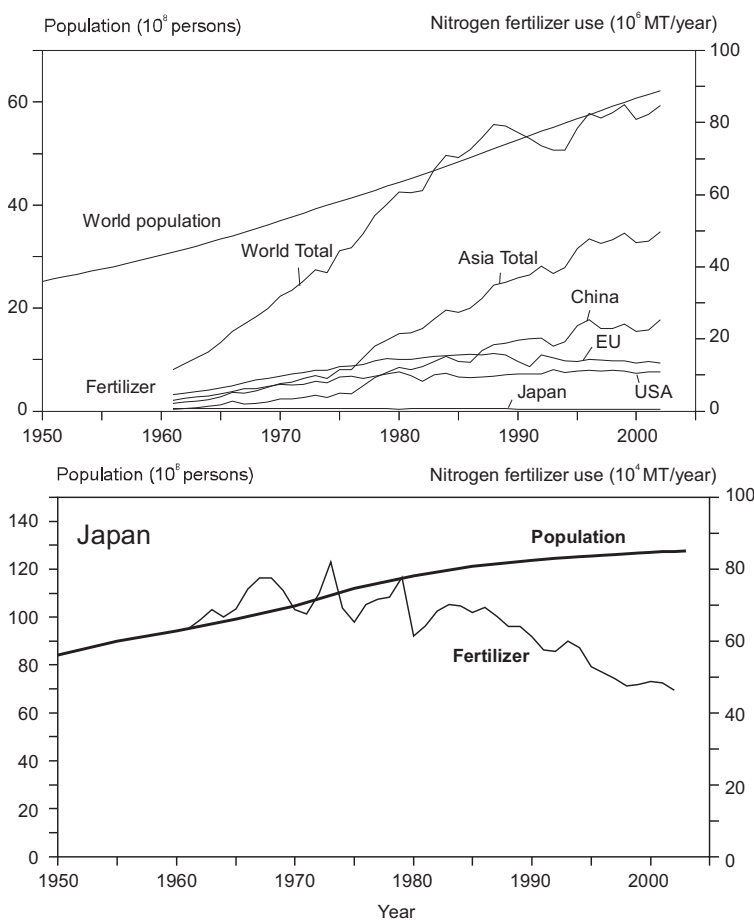 Population (10⁸ persons) Nitrogen fertilizer use (10⁶ MT/year)
100
60
80
World population
60
40
World Total
Asia Total
40
China
20
20
EU
Fertilizer
Japan
USA
0
0
1950 1960 1970 1980 1990 2000
Population (10⁸ persons) Nitrogen fertilizer use (10⁴ MT/year)
100
140
Japan
Population
120
80
100
60
80
Fertilizer
60
40
40
20
20
0
0
1950 1960 1970 1980 1990 2000
Year